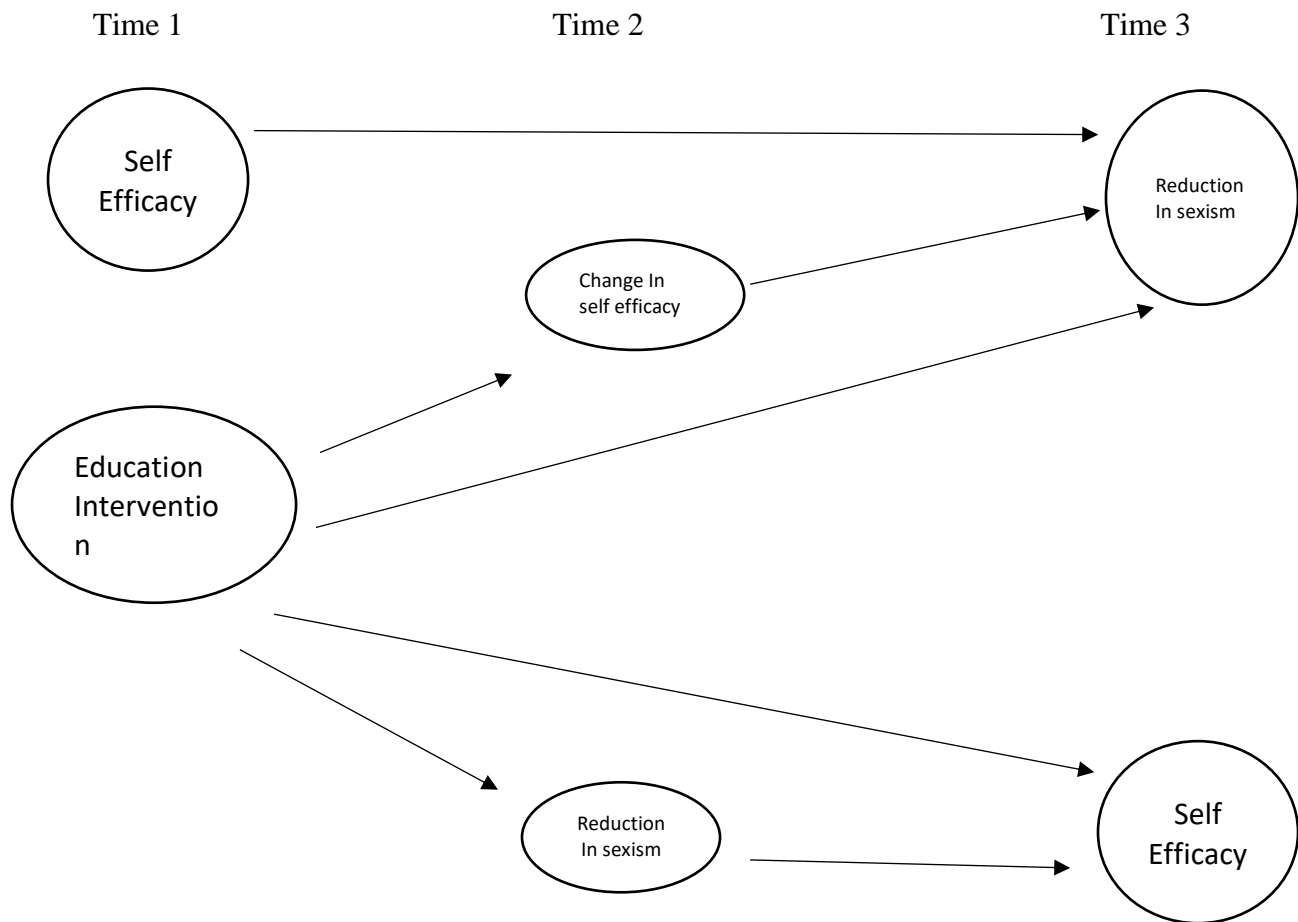 Time 1
Time 2
Time 3
Self
Efficacy
Reduction
In sexism
Change In
self efficacy
Education
Interventio
n
Reduction
In sexism
Self
Efficacy